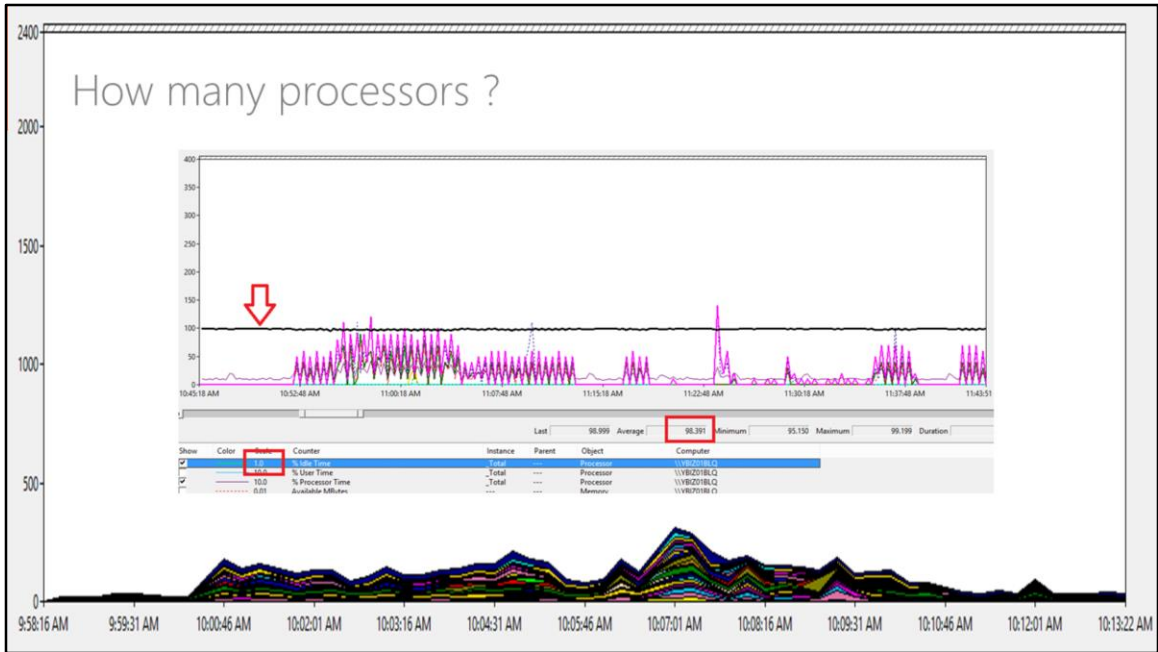 2400
How many processors ?
2000
1500
1000
500
0
400
350
300
250
200
150
100
50
0
10:45:18 AM 10:52:48 AM 11:00:18 AM 11:07:48 AM 11:15:18 AM 11:22:48 AM 11:30:18 AM 11:37:48 AM 11:43:51
Last 98.999 Average 98.391 Minimum 95.150 Maximum 99.199 Duration
Show Color Scale Counter Instance Parent Object Computer
1.0 % Idle Time _Total --- Processor \\YBIZ01BLQ
10.0 % User Time _Total --- Processor \\YBIZ01BLQ
10.0 % Processor Time _Total --- Processor \\YBIZ01BLQ
0.01 Available MBytes --- --- Memory \\YBIZ01BLQ
9:58:16 AM 9:59:31 AM 10:00:46 AM 10:02:01 AM 10:03:16 AM 10:04:31 AM 10:05:46 AM 10:07:01 AM 10:08:16 AM 10:09:31 AM 10:10:46 AM 10:12:01 AM 10:13:22 AM